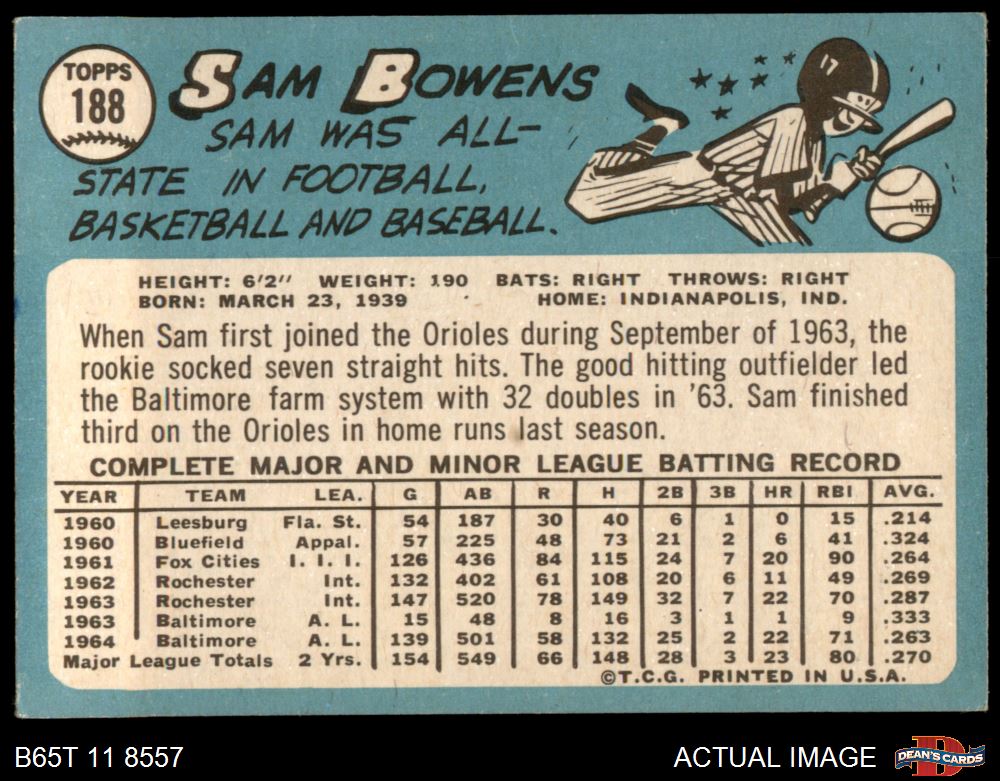 TOPPS
188
SAM BOWENS
SAM WAS ALL-
STATE IN FOOTBALL,
BASKETBALL AND BASEBALL.
17
HEIGHT: 6'2" WEIGHT: 190 BATS: RIGHT THROWS: RIGHT
BORN: MARCH 23, 1939 HOME: INDIANAPOLIS, IND.
When Sam first joined the Orioles during September of 1963, the
rookie socked seven straight hits. The good hitting outfielder led
the Baltimore farm system with 32 doubles in '63. Sam finished
third on the Orioles in home runs last season.
COMPLETE MAJOR AND MINOR LEAGUE BATTING RECORD
YEAR TEAM LEA. G AB R H 2B 3B HR RBI AVG.
1960 Leesburg Fla. St. 54 187 30 40 6 1 0 15 .214
1960 Bluefield Appal. 57 225 48 73 21 2 6 41 .324
1961 Fox Cities I. I. I. 126 436 84 115 24 7 20 90 .264
1962 Rochester Int. 132 402 61 108 20 6 11 49 .269
1963 Rochester Int. 147 520 78 149 32 7 22 70 .287
1963 Baltimore A. L. 15 48 8 16 3 1 1 9 .333
1964 Baltimore A. L. 139 501 58 132 25 2 22 71 .263
Major League Totals 2 Yrs. 154 549 66 148 28 3 23 80 .270
©T.C.G. PRINTED IN U.S.A.
B65T 11 8557
ACTUAL IMAGE
DEAN'S CARDS